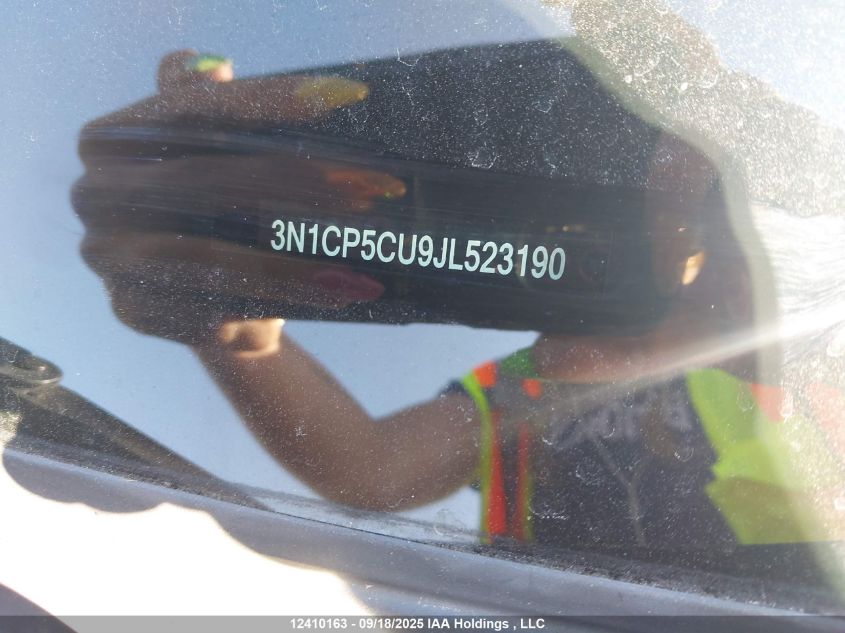 3N1CP5CU9JL523190
12410163 - 09/18/2025 IAA Holdings , LLC